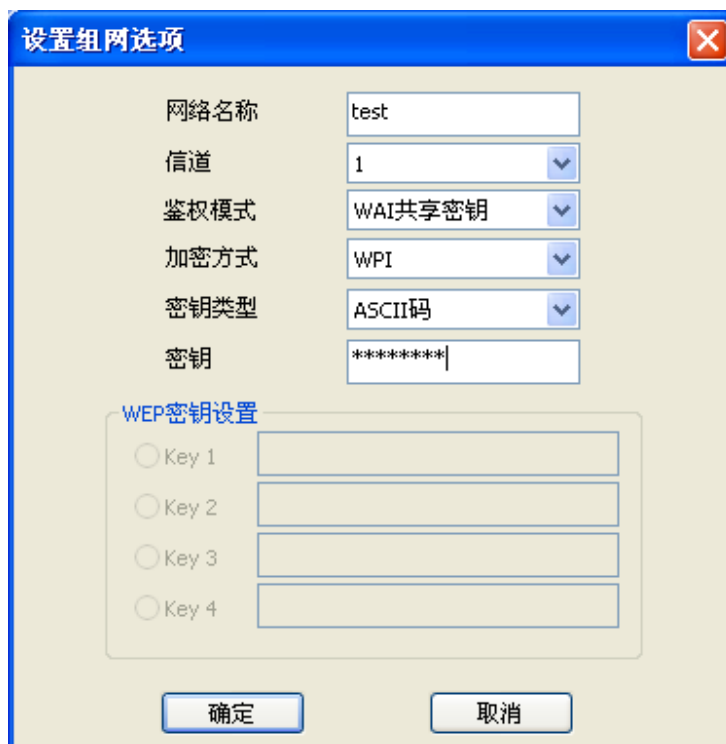 设置组网选项
网络名称 test
信道 1
鉴权模式 WAI共享密钥
加密方式 WPI
密钥类型 ASCII码
密钥 ********
WEP密钥设置
Key 1
Key 2
Key 3
Key 4
确定 取消